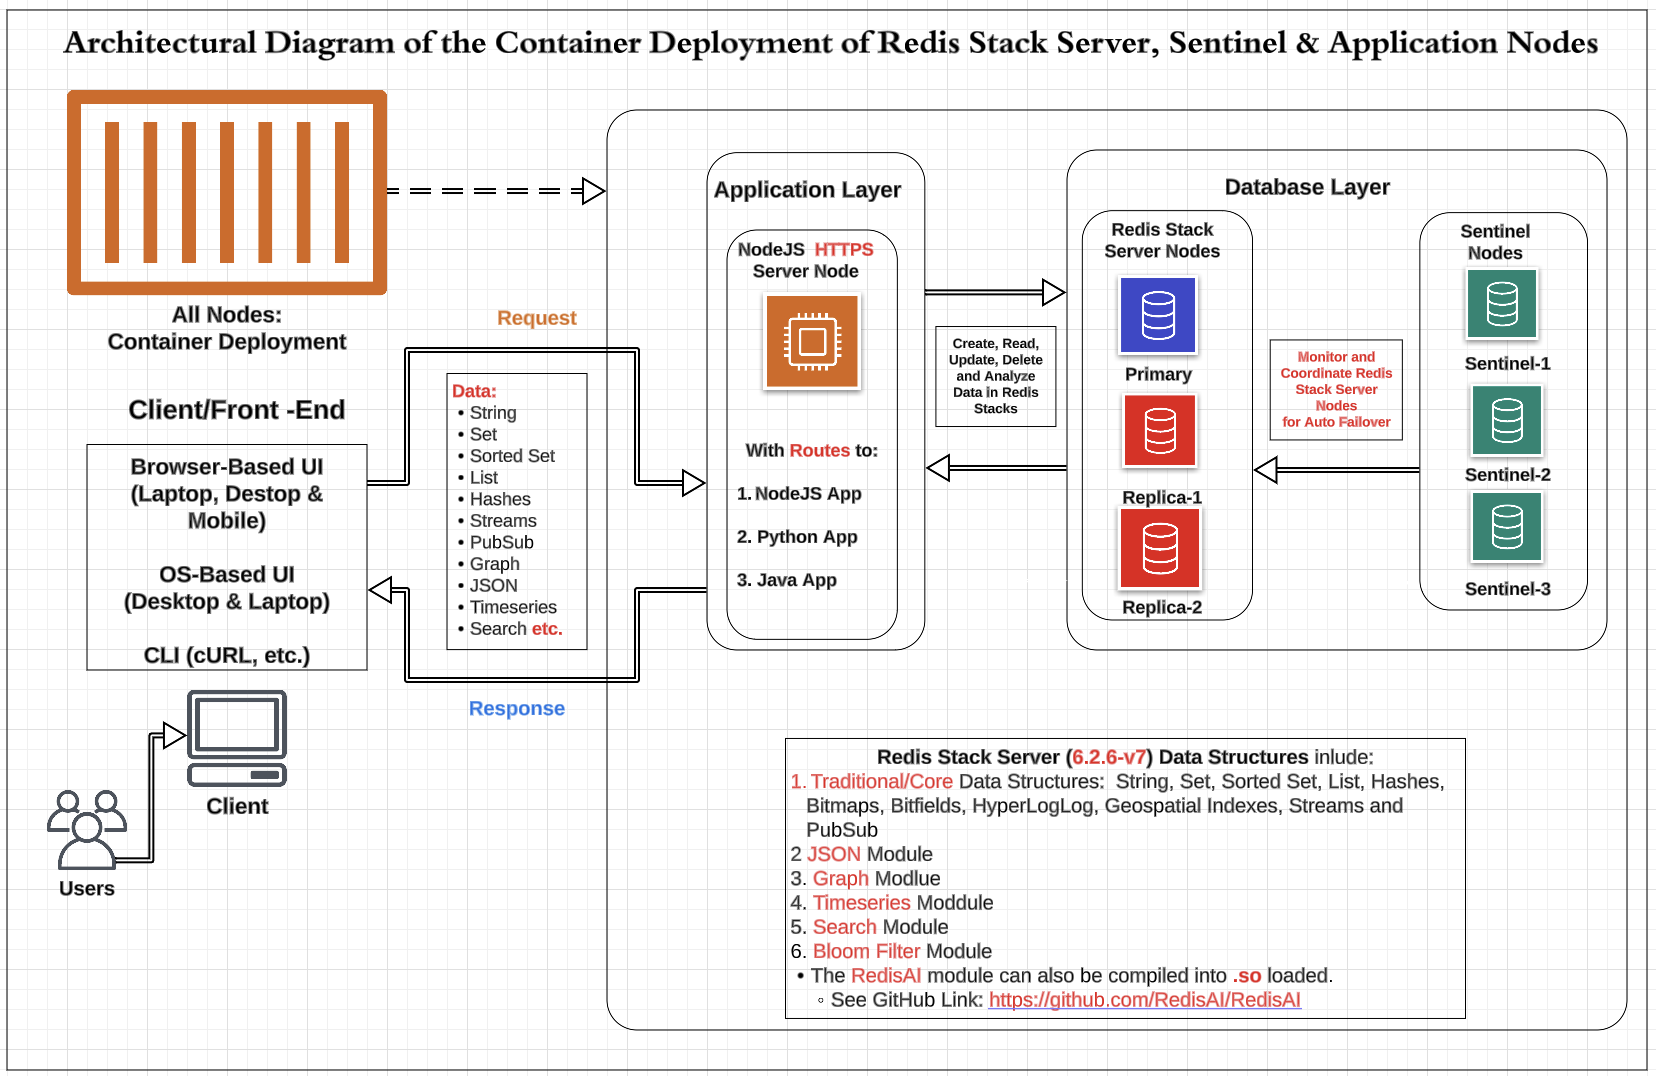 Architectural Diagram of the Container Deployment of Redis Stack Server, Sentinel & Application Nodes
All Nodes:
Container Deployment
Client/Front -End
Browser-Based UI
(Laptop, Destop &
Mobile)
OS-Based UI
(Desktop & Laptop)
CLI (cURL, etc.)
Client
Users
Request
Data:
• String
• Set
• Sorted Set
• List
• Hashes
• Streams
• PubSub
• Graph
• JSON
• Timeseries
• Search etc.
Response
Application Layer
NodeJS HTTPS
Server Node
With Routes to:
1. NodeJS App
2. Python App
3. Java App
Create, Read,
Update, Delete
and Analyze
Data in Redis
Stacks
Database Layer
Redis Stack
Server Nodes
Primary
Replica-1
Replica-2
Monitor and
Coordinate Redis
Stack Server
Nodes
for Auto Failover
Sentinel
Nodes
Sentinel-1
Sentinel-2
Sentinel-3
Redis Stack Server (6.2.6-v7) Data Structures inlude:
1. Traditional/Core Data Structures: String, Set, Sorted Set, List, Hashes,
Bitmaps, Bitfields, HyperLogLog, Geospatial Indexes, Streams and
PubSub
2 JSON Module
3. Graph Modlue
4. Timeseries Moddule
5. Search Module
6. Bloom Filter Module
• The RedisAI module can also be compiled into .so loaded.
◦ See GitHub Link: https://github.com/RedisAI/RedisAI